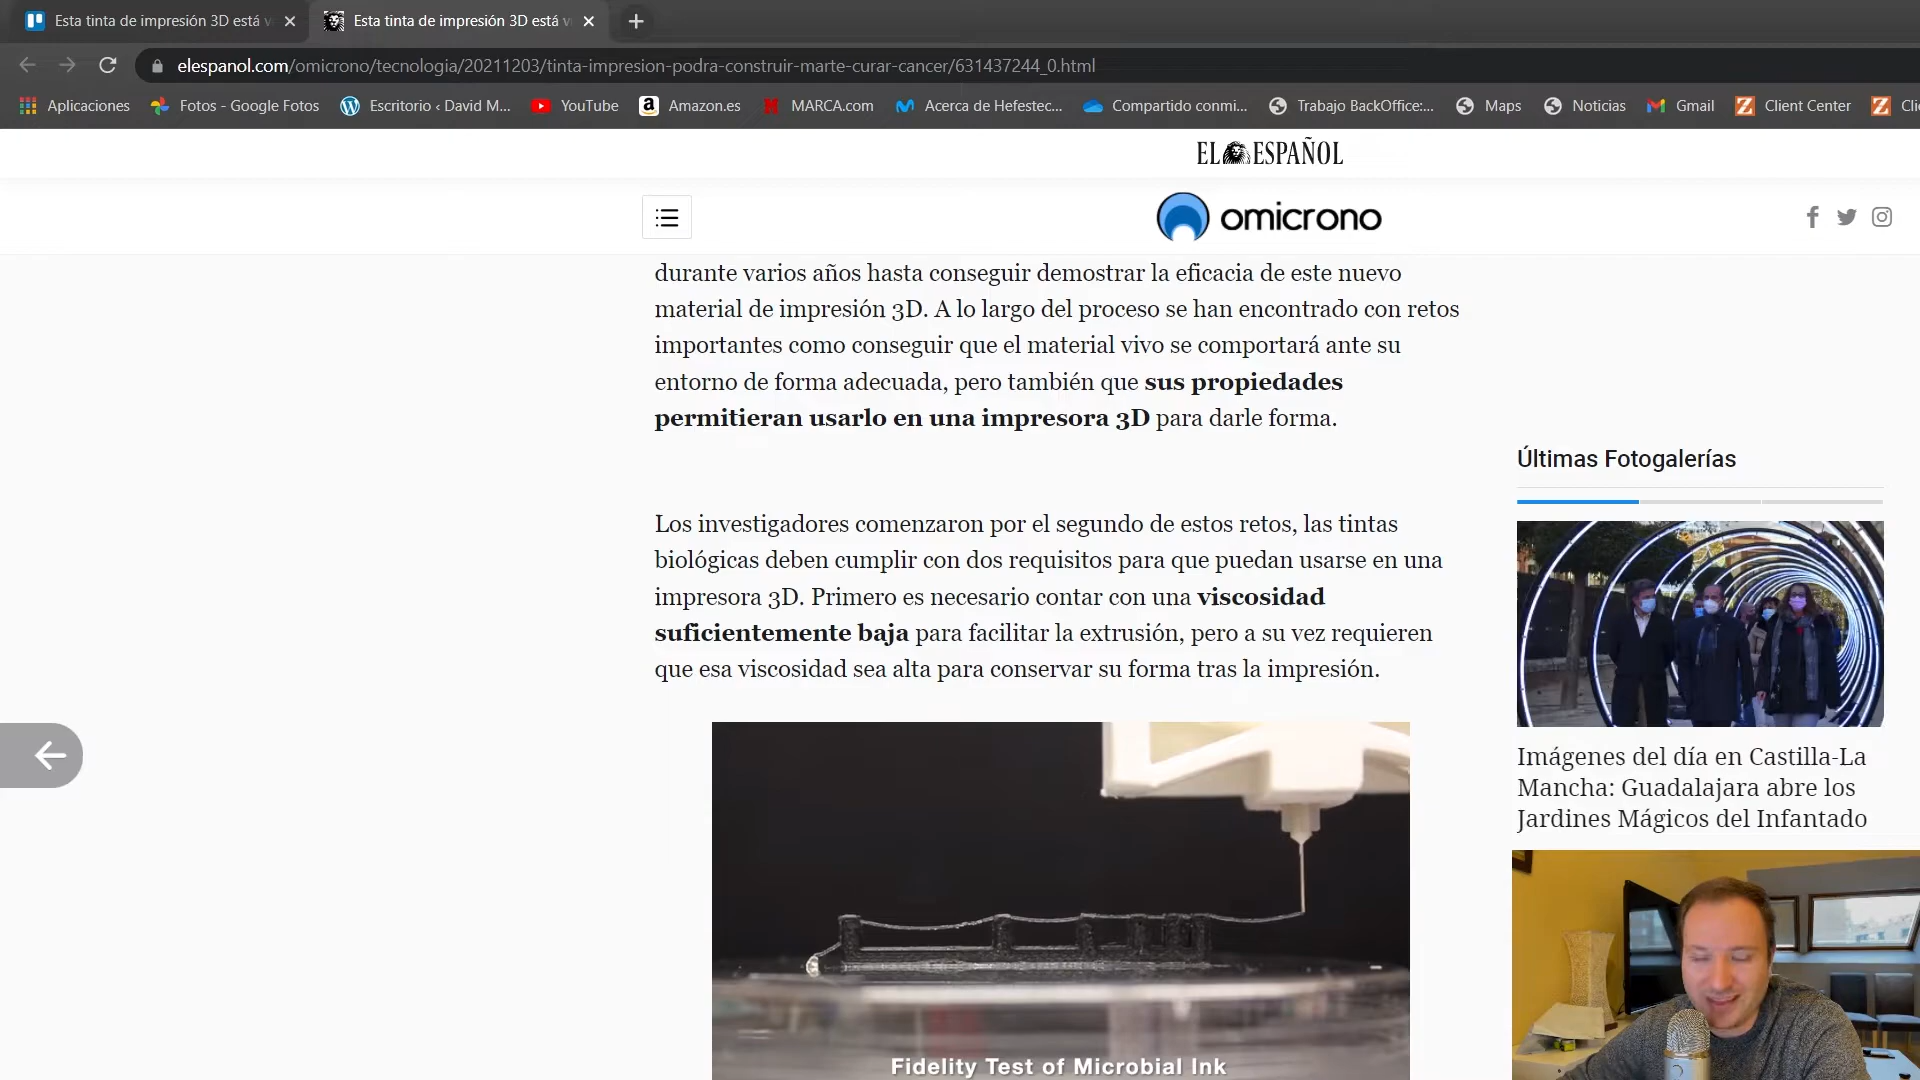 Esta tinta de impresión 3D está v
Esta tinta de impresión 3D está v
elespanol.com/omicrono/tecnologia/20211203/tinta-impresion-podra-construir-marte-curar-cancer/631437244_0.html
Aplicaciones
Fotos - Google Fotos
Escritorio ‹ David M...
YouTube
Amazon.es
MARCA.com
Acerca de Hefestec...
Compartido conmi...
Trabajo BackOffice:...
Maps
Noticias
Gmail
Client Center
Cli
EL ESPAÑOL
omicrono
durante varios años hasta conseguir demostrar la eficacia de este nuevo
material de impresión 3D. A lo largo del proceso se han encontrado con retos
importantes como conseguir que el material vivo se comportará ante su
entorno de forma adecuada, pero también que sus propiedades
permitieran usarlo en una impresora 3D para darle forma.
Los investigadores comenzaron por el segundo de estos retos, las tintas
biológicas deben cumplir con dos requisitos para que puedan usarse en una
impresora 3D. Primero es necesario contar con una viscosidad
suficientemente baja para facilitar la extrusión, pero a su vez requieren
que esa viscosidad sea alta para conservar su forma tras la impresión.
Fidelity Test of Microbial Ink
Últimas Fotogalerías
Imágenes del día en Castilla-La
Mancha: Guadalajara abre los
Jardines Mágicos del Infantado